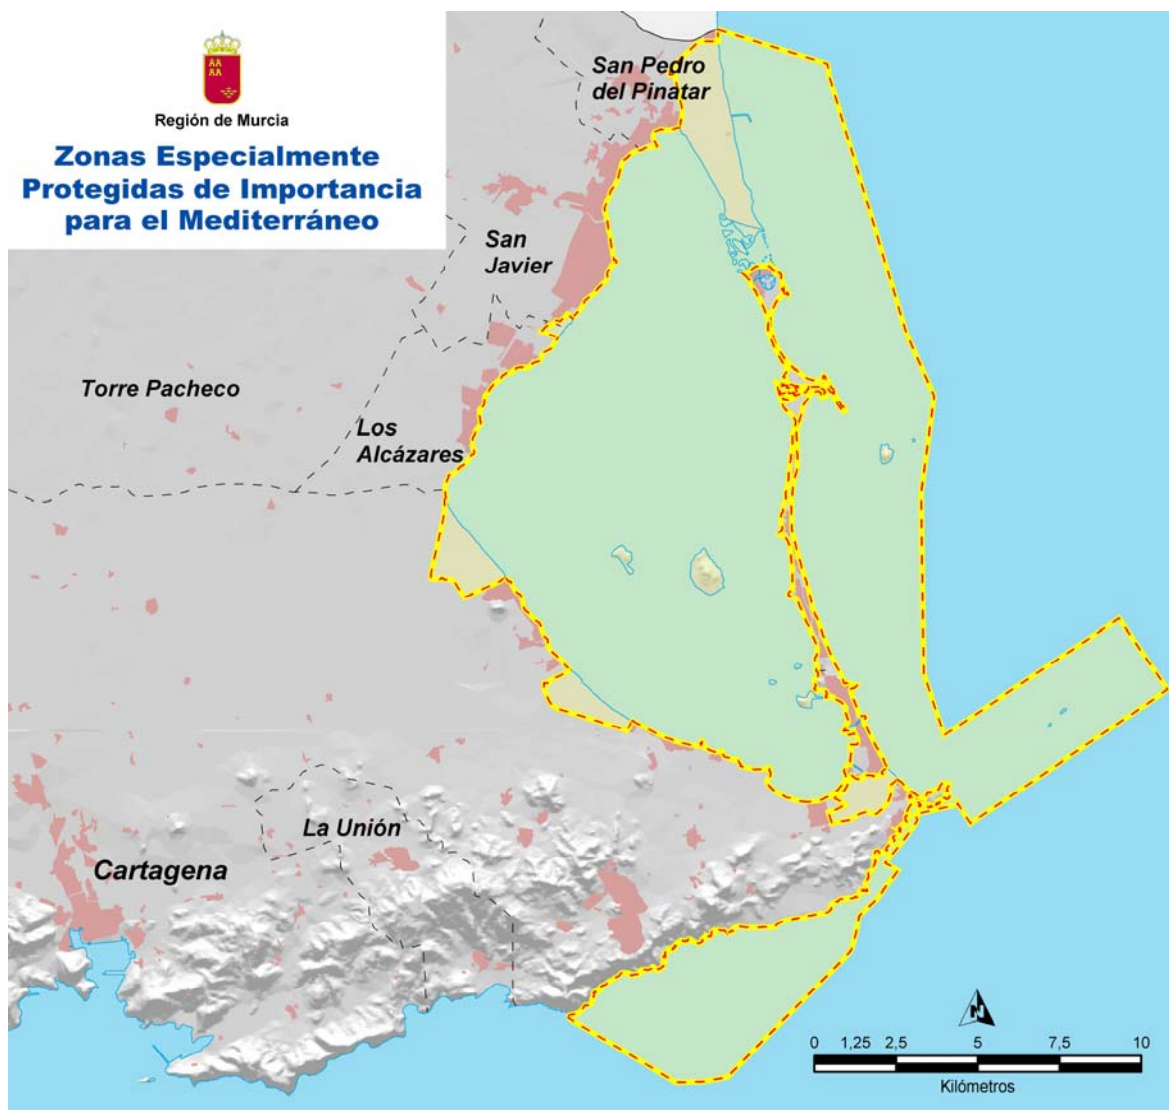 Región de Murcia
Zonas Especialmente
Protegidas de Importancia
para el Mediterráneo
San Pedro
del Pinatar
San
Javier
Torre Pacheco
Los
Alcázares
La Unión
Cartagena
N
0 1,25 2,5 5 7,5 10
Kilómetros